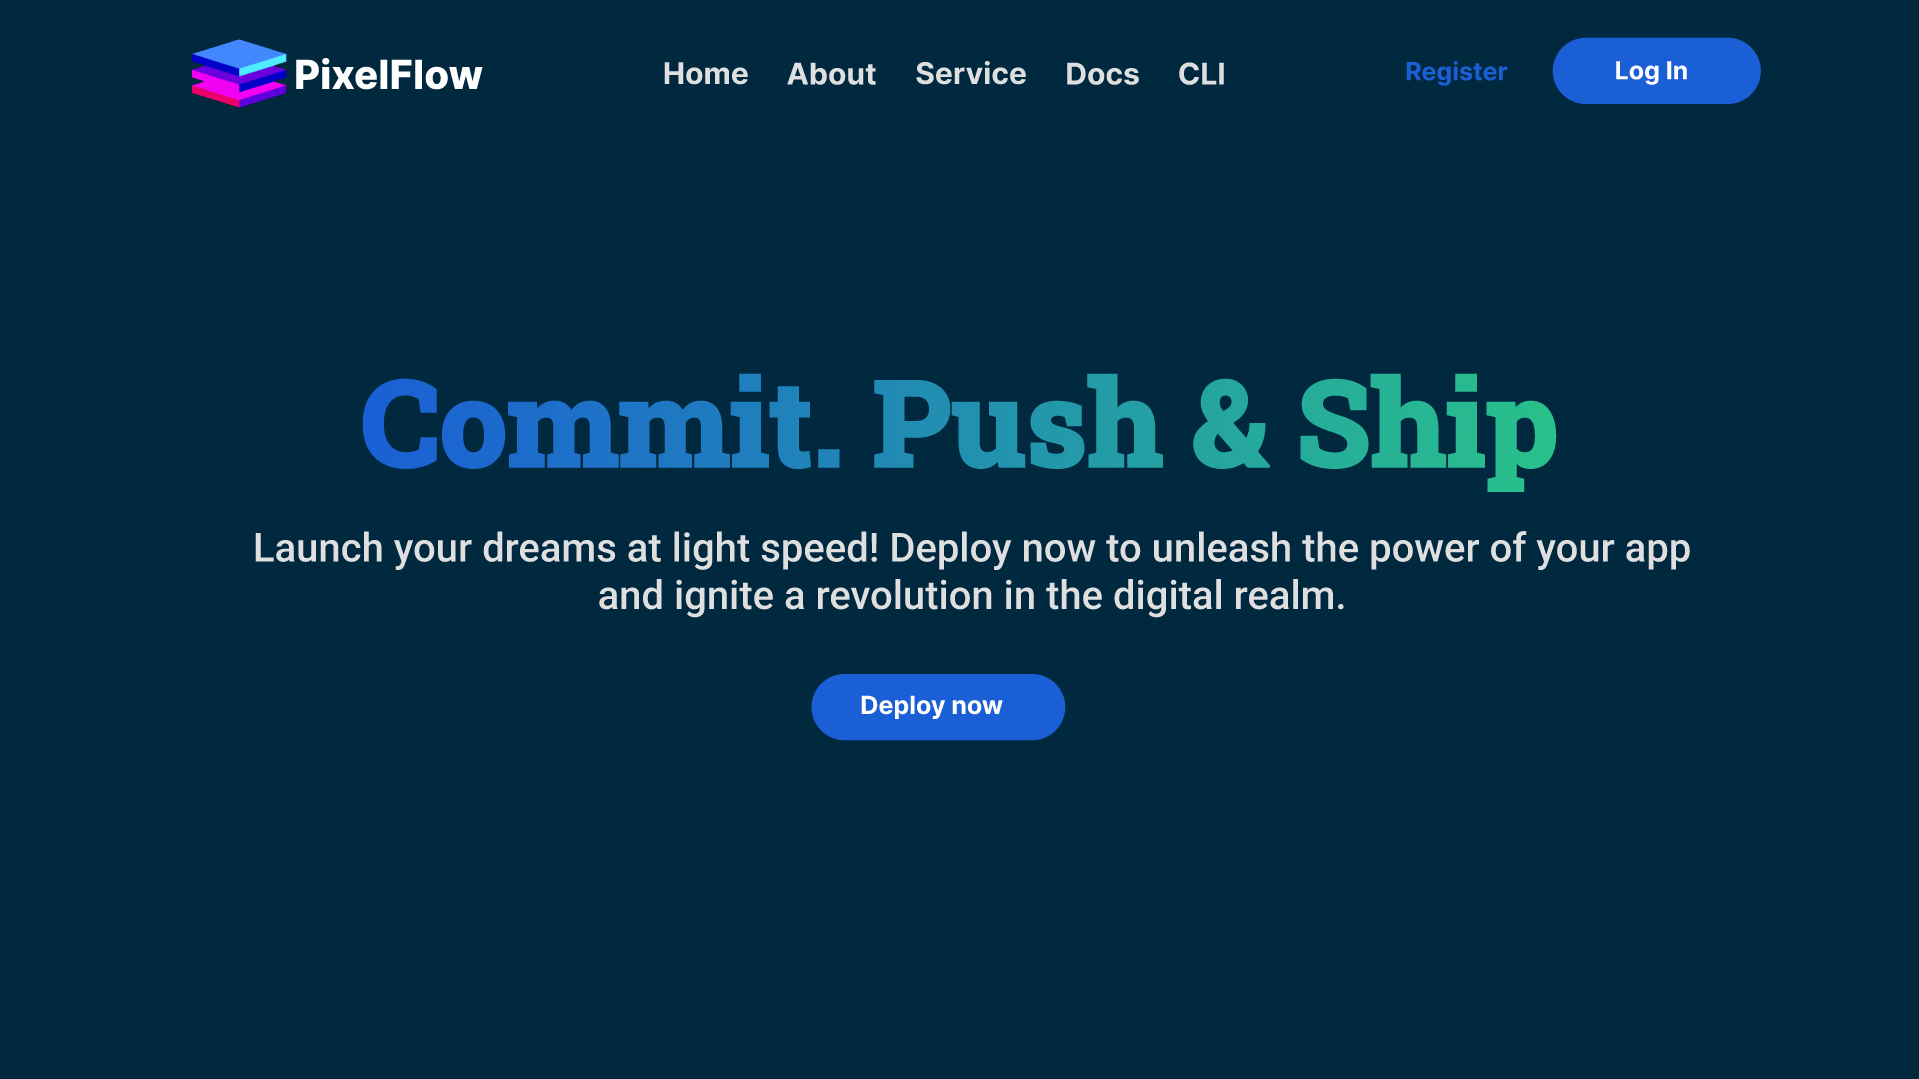 PixelFlow
Home About Service Docs CLI
Register
Log In
Commit. Push & Ship
Launch your dreams at light speed! Deploy now to unleash the power of your app
and ignite a revolution in the digital realm.
Deploy now